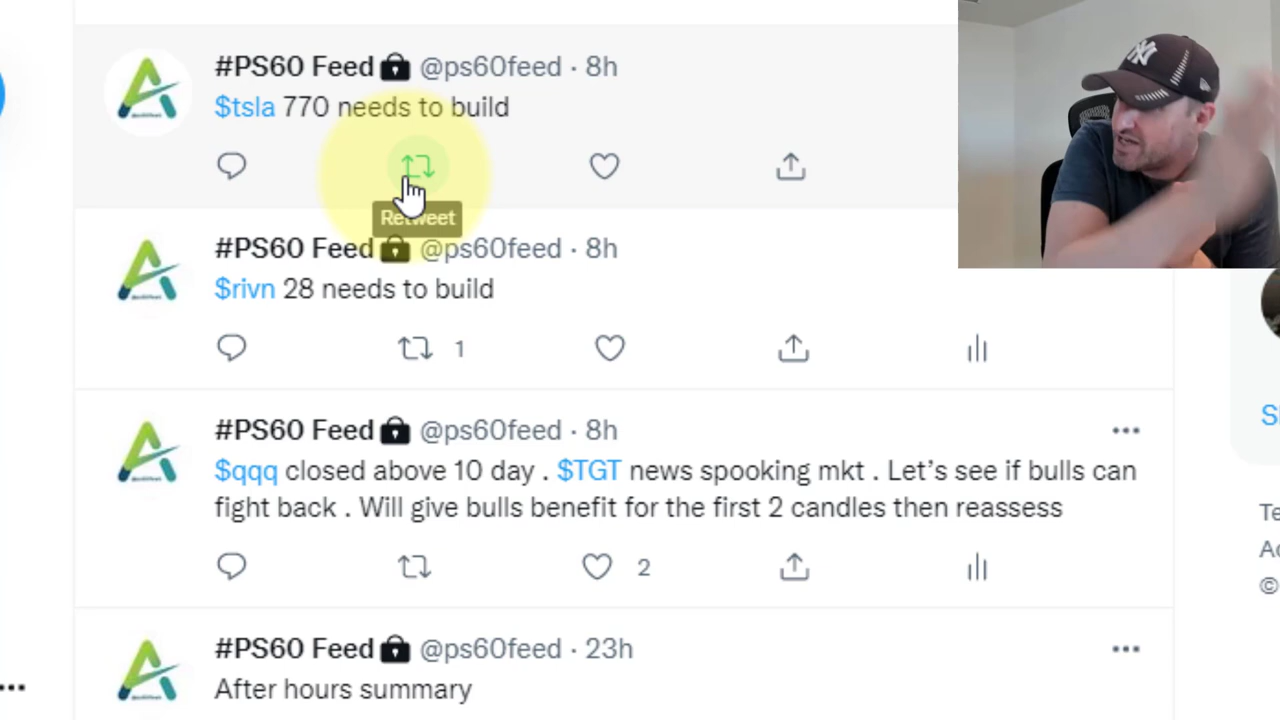 #PS60 Feed @ps60feed · 8h
$tsla 770 needs to build
Retweet
#PS60 Feed @ps60feed · 8h
$rivn 28 needs to build
1
#PS60 Feed @ps60feed · 8h
$qqq closed above 10 day . $TGT news spooking mkt . Let’s see if bulls can
fight back . Will give bulls benefit for the first 2 candles then reassess
2
#PS60 Feed @ps60feed · 23h
After hours summary
NY
©